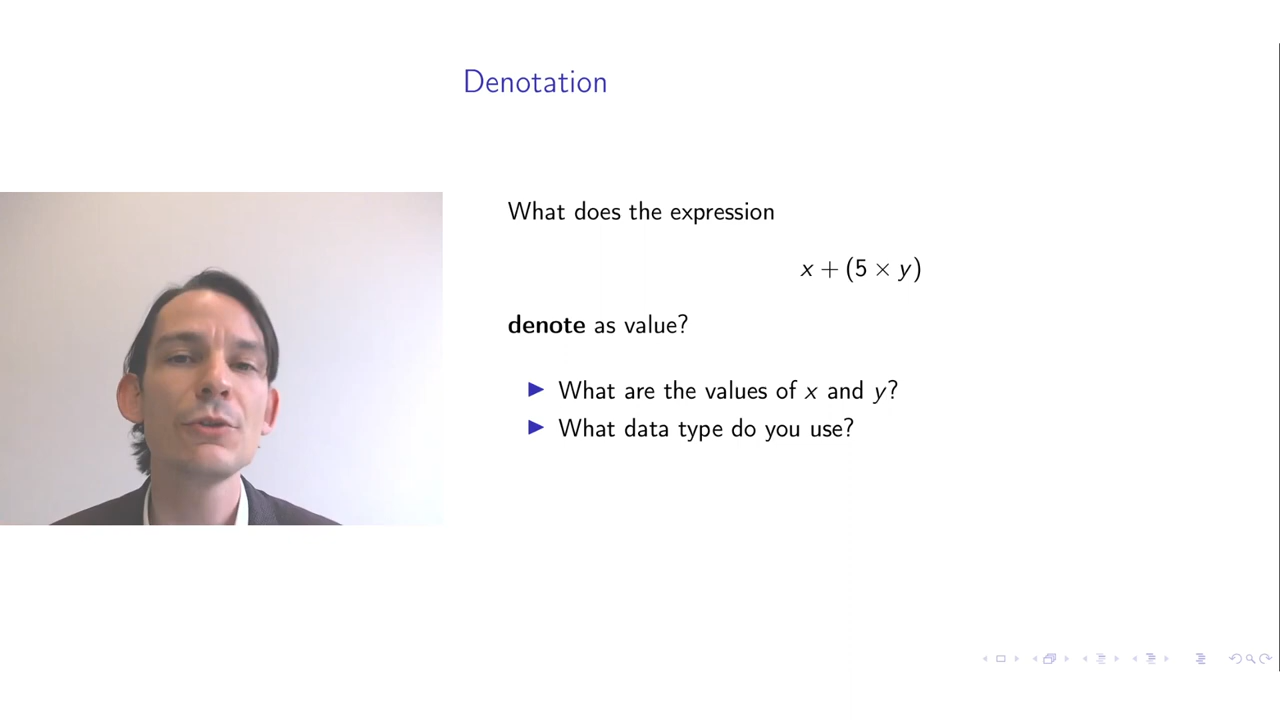 Denotation
What does the expression
x + (5 × y)
denote as value?
What are the values of x and y?
What data type do you use?